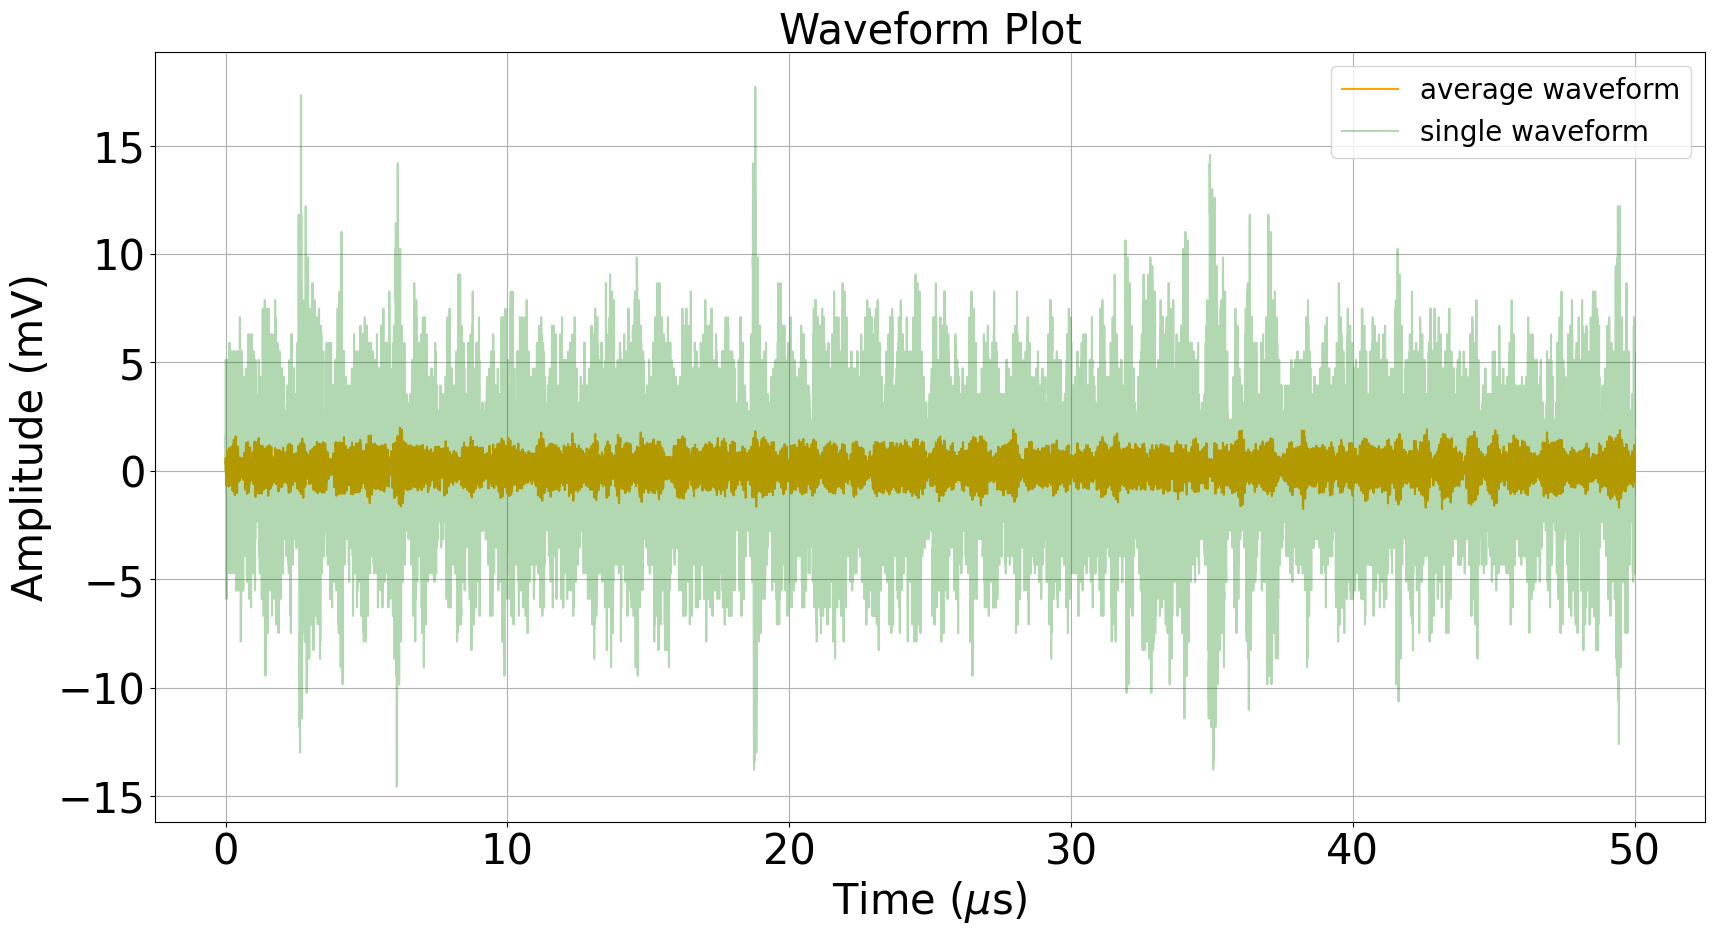 Waveform Plot
average waveform
single waveform
Amplitude (mV)
15
10
5
0
−5
−10
−15
0 10 20 30 40 50
Time (μs)